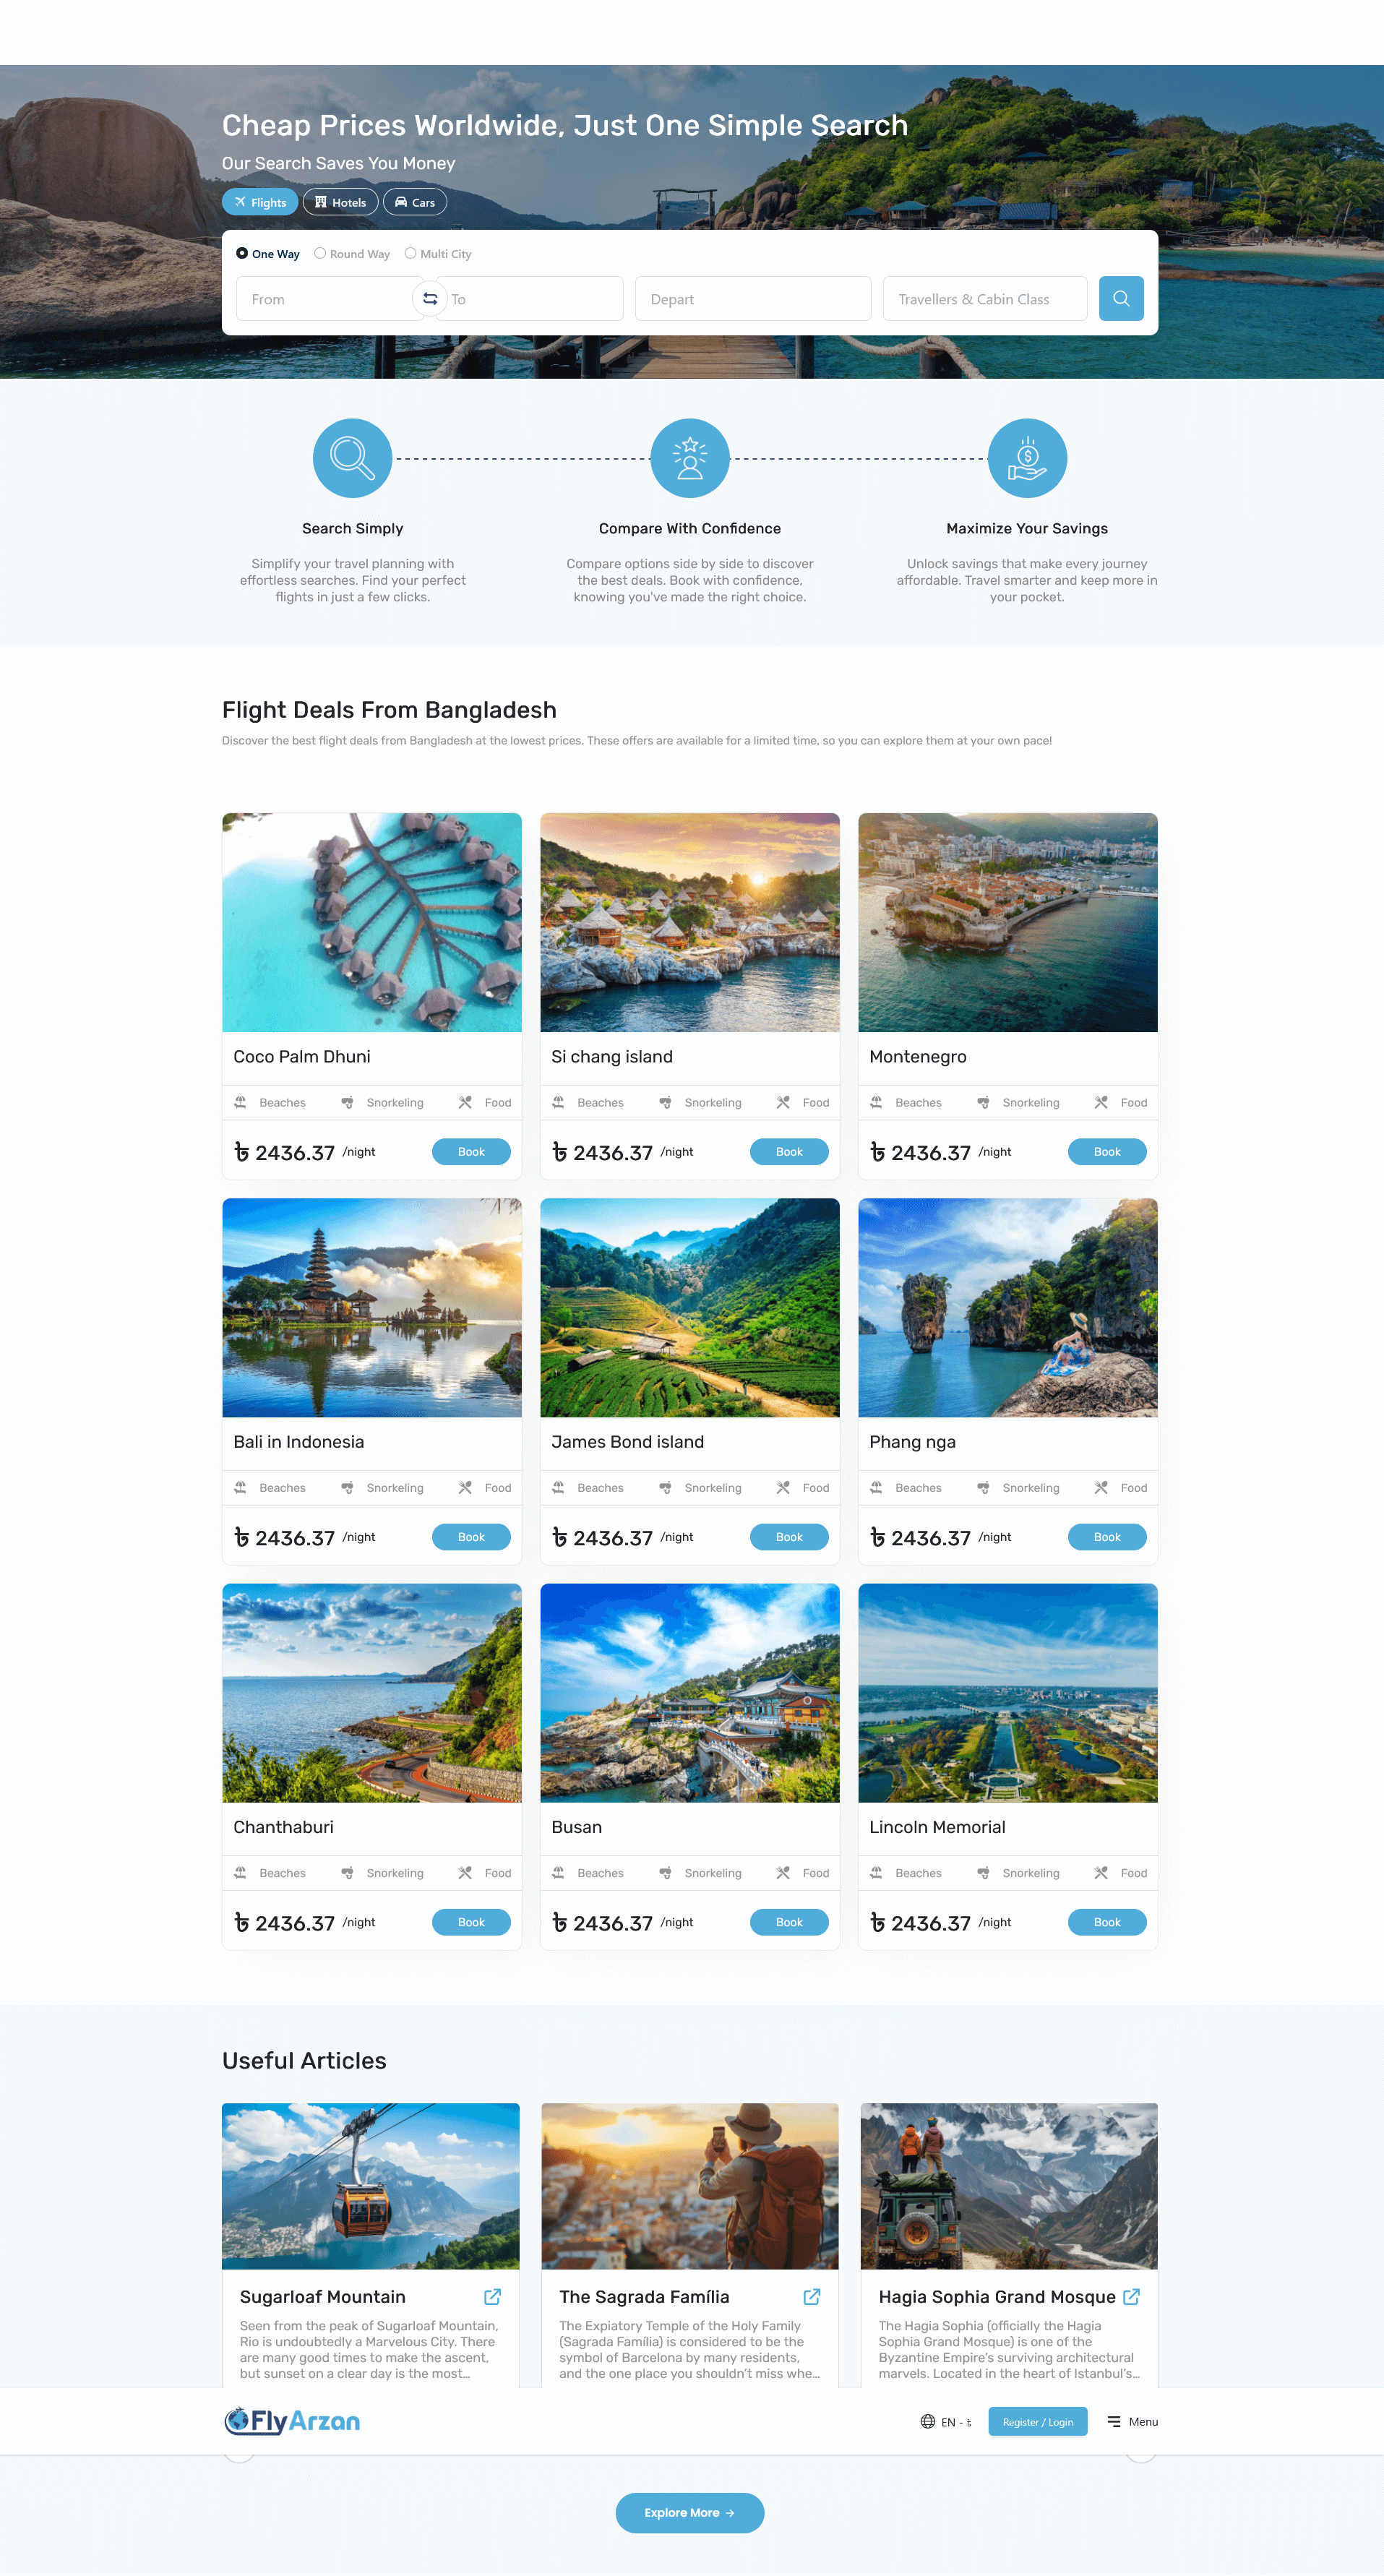 Cheap Prices Worldwide, Just One Simple Search
Our Search Saves You Money
Flights Hotels Cars
One Way Round Way Multi City
From To Depart Travellers & Cabin Class
Search Simply
Simplify your travel planning with
effortless searches. Find your perfect
flights in just a few clicks.
Compare With Confidence
Compare options side by side to discover
the best deals. Book with confidence,
knowing you've made the right choice.
Maximize Your Savings
Unlock savings that make every journey
affordable. Travel smarter and keep more in
your pocket.
Flight Deals From Bangladesh
Discover the best flight deals from Bangladesh at the lowest prices. These offers are available for a limited time, so you can explore them at your own pace!
Coco Palm Dhuni
Beaches Snorkeling Food
৳ 2436.37 /night Book
Si chang island
Beaches Snorkeling Food
৳ 2436.37 /night Book
Montenegro
Beaches Snorkeling Food
৳ 2436.37 /night Book
Bali in Indonesia
Beaches Snorkeling Food
৳ 2436.37 /night Book
James Bond island
Beaches Snorkeling Food
৳ 2436.37 /night Book
Phang nga
Beaches Snorkeling Food
৳ 2436.37 /night Book
Chanthaburi
Beaches Snorkeling Food
৳ 2436.37 /night Book
Busan
Beaches Snorkeling Food
৳ 2436.37 /night Book
Lincoln Memorial
Beaches Snorkeling Food
৳ 2436.37 /night Book
Useful Articles
Sugarloaf Mountain
Seen from the peak of Sugarloaf Mountain,
Rio is undoubtedly a Marvelous City. There
are many good times to make the ascent,
but sunset on a clear day is the most...
The Sagrada Família
The Expiatory Temple of the Holy Family
(Sagrada Família) is considered to be the
symbol of Barcelona by many residents,
and the one place you shouldn't miss whe...
Hagia Sophia Grand Mosque
The Hagia Sophia (officially the Hagia
Sophia Grand Mosque) is one of the
Byzantine Empire's surviving architectural
marvels. Located in the heart of Istanbul's...
FlyArzan
EN - ৳ Register / Login Menu
Explore More →